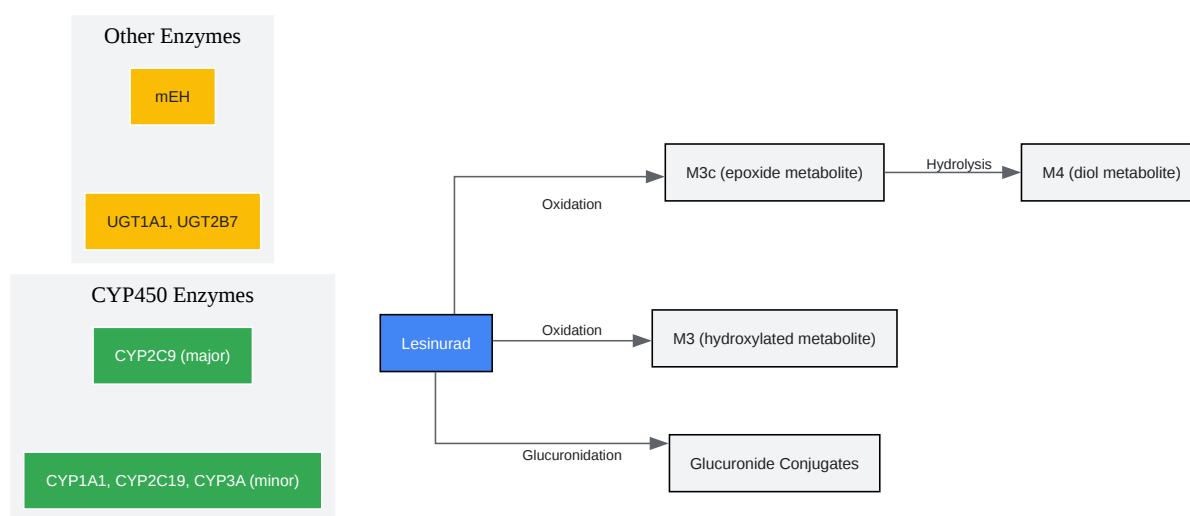 Other Enzymes
mEH
UGT1A1, UGT2B7
CYP450 Enzymes
CYP2C9 (major)
CYP1A1, CYP2C19, CYP3A (minor)
Lesinurad
Oxidation
M3c (epoxide metabolite)
Hydrolysis
M4 (diol metabolite)
Oxidation
M3 (hydroxylated metabolite)
Glucuronidation
Glucuronide Conjugates